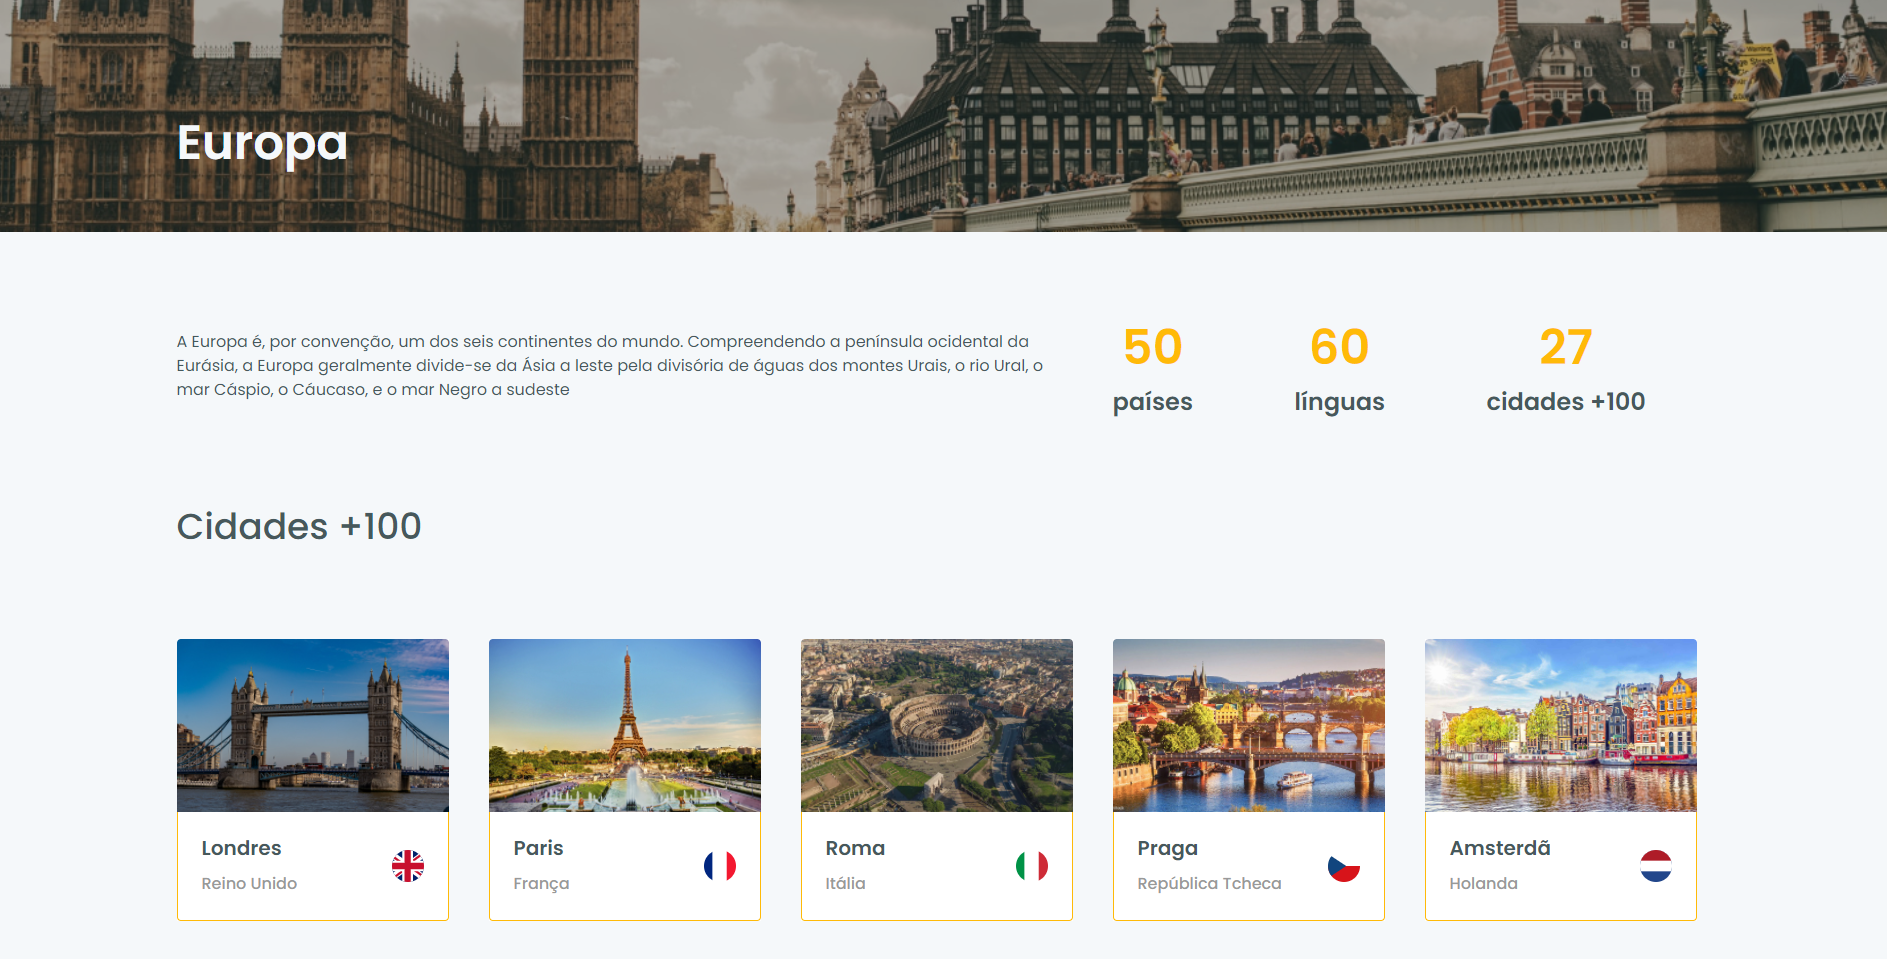 Europa
A Europa é, por convenção, um dos seis continentes do mundo. Compreendendo a península ocidental da
Eurásia, a Europa geralmente divide-se da Ásia a leste pela divisória de águas dos montes Urais, o rio Ural, o
mar Cáspio, o Cáucaso, e o mar Negro a sudeste
50
países
60
línguas
27
cidades +100
Cidades +100
Londres
Reino Unido
Paris
França
Roma
Itália
Praga
República Tcheca
Amsterdã
Holanda